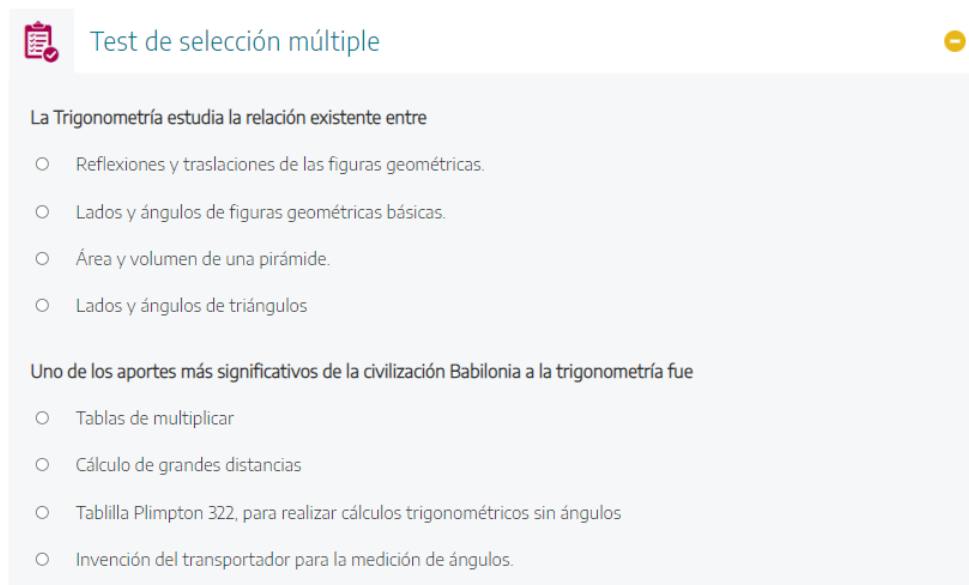 Test de selección múltiple
La Trigonometría estudia la relación existente entre
Reflexiones y traslaciones de las figuras geométricas.
Lados y ángulos de figuras geométricas básicas.
Área y volumen de una pirámide.
Lados y ángulos de triángulos
Uno de los aportes más significativos de la civilización Babilonia a la trigonometría fue
Tablas de multiplicar
Cálculo de grandes distancias
Tablilla Plimpton 322, para realizar cálculos trigonométricos sin ángulos
Invención del transportador para la medición de ángulos.